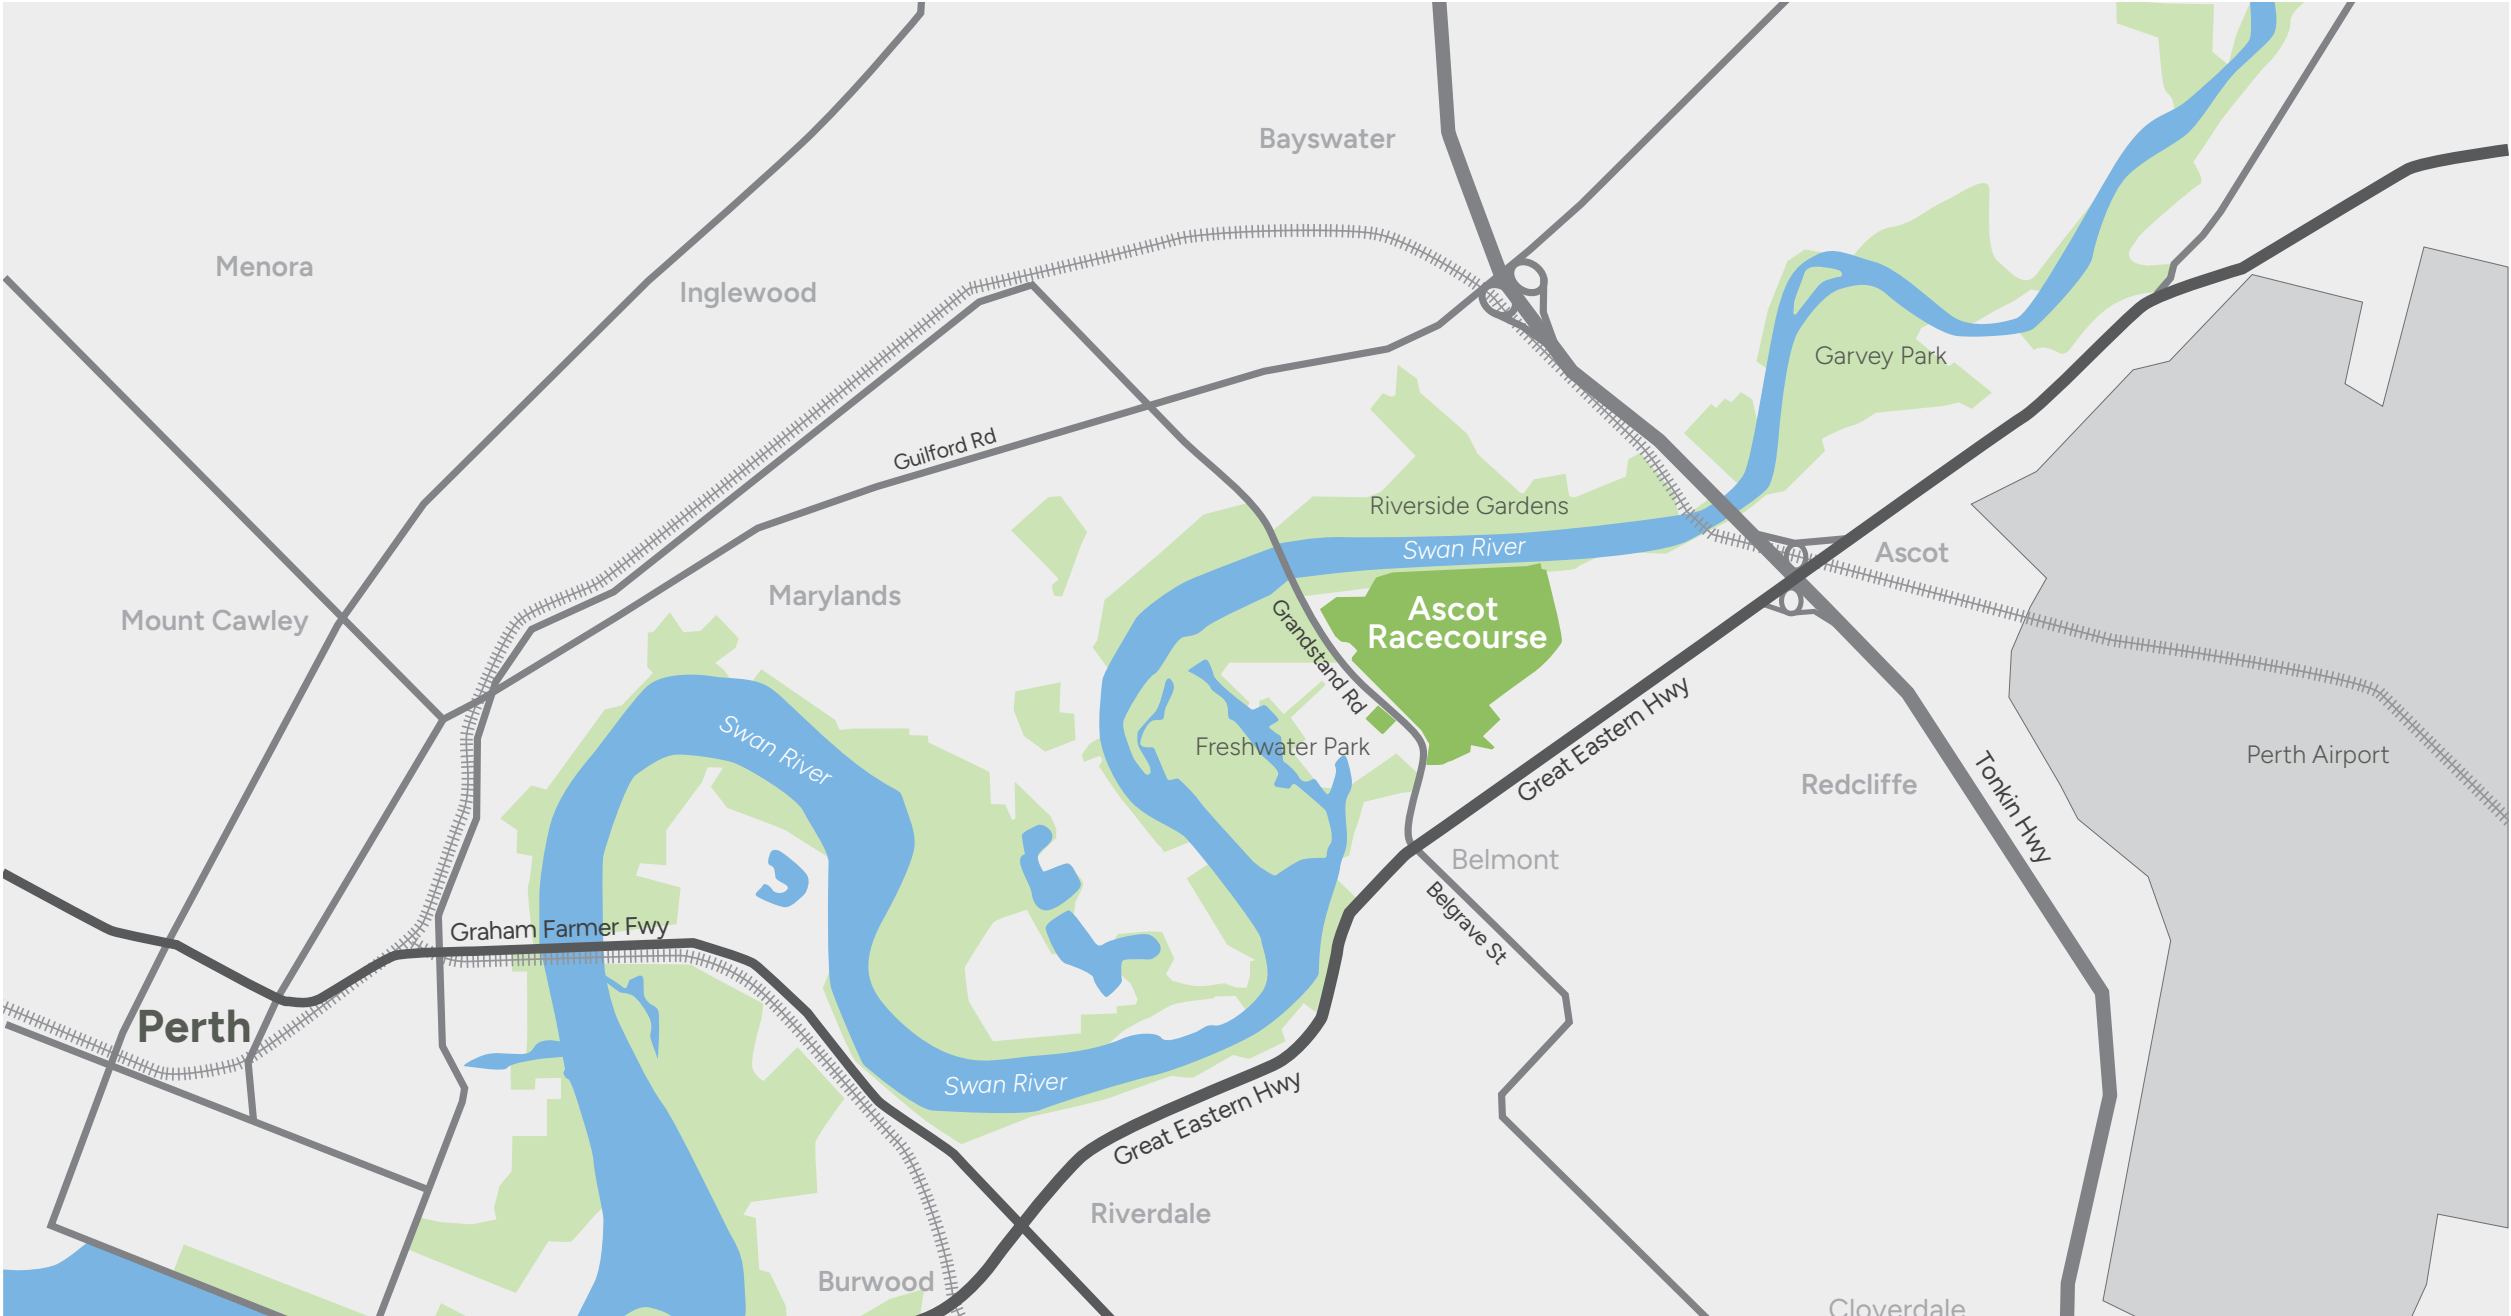 Bayswater
Menora
Inglewood
Garvey Park
Guilford Rd
Riverside Gardens
Swan River
Ascot
Marylands
Mount Cawley
Ascot
Racecourse
Grandstand Rd
Swan River
Freshwater Park
Great Eastern Hwy
Perth Airport
Redcliffe
Tonkin Hwy
Belmont
Belgrave St
Graham Farmer Fwy
Perth
Swan River
Great Eastern Hwy
Riverdale
Burwood
Cloverdale